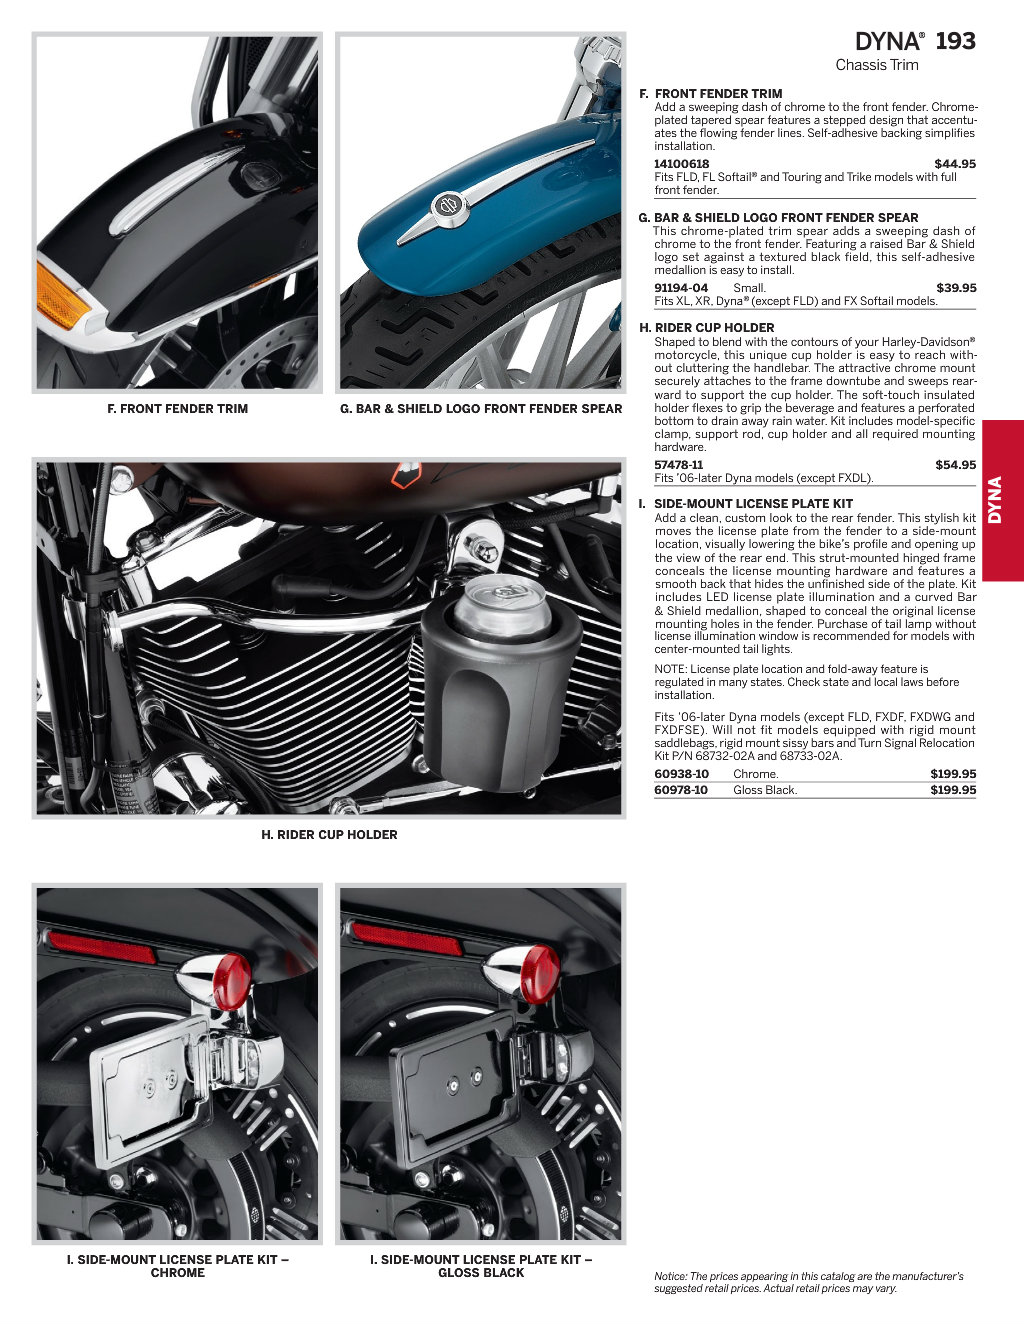 DYNA® 193
Chassis Trim
F. FRONT FENDER TRIM
Add a sweeping dash of chrome to the front fender. Chrome-
plated tapered spear features a stepped design that accentu-
ates the flowing fender lines. Self-adhesive backing simplifies
installation.
14100618 $44.95
Fits FLD, FL Softail® and Touring and Trike models with full
front fender.
G. BAR & SHIELD LOGO FRONT FENDER SPEAR
This chrome-plated trim spear adds a sweeping dash of
chrome to the front fender. Featuring a raised Bar & Shield
logo set against a textured black field, this self-adhesive
medallion is easy to install.
91194-04 Small. $39.95
Fits XL, XR, Dyna® (except FLD) and FX Softail models.
H. RIDER CUP HOLDER
Shaped to blend with the contours of your Harley-Davidson®
motorcycle, this unique cup holder is easy to reach with-
out cluttering the handlebar. The attractive chrome mount
securely attaches to the frame downtube and sweeps rear-
ward to support the cup holder. The soft-touch insulated
holder flexes to grip the beverage and features a perforated
bottom to drain away rain water. Kit includes model-specific
clamp, support rod, cup holder and all required mounting
hardware.
57478-11 $54.95
Fits ’06-later Dyna models (except FXDL).
I. SIDE-MOUNT LICENSE PLATE KIT
Add a clean, custom look to the rear fender. This stylish kit
moves the license plate from the fender to a side-mount
location, visually lowering the bike’s profile and opening up
the view of the rear end. This strut-mounted hinged frame
conceals the license mounting hardware and features a
smooth back that hides the unfinished side of the plate. Kit
includes LED license plate illumination and a curved Bar
& Shield medallion, shaped to conceal the original license
mounting holes in the fender. Purchase of tail lamp without
license illumination window is recommended for models with
center-mounted tail lights.
NOTE: License plate location and fold-away feature is
regulated in many states. Check state and local laws before
installation.
Fits ’06-later Dyna models (except FLD, FXDF, FXDWG and
FXDFSE). Will not fit models equipped with rigid mount
saddlebags, rigid mount sissy bars and Turn Signal Relocation
Kit P/N 68732-02A and 68733-02A.
60938-10 Chrome. $199.95
60978-10 Gloss Black. $199.95
DYNA
F. FRONT FENDER TRIM
G. BAR & SHIELD LOGO FRONT FENDER SPEAR
H. RIDER CUP HOLDER
I. SIDE-MOUNT LICENSE PLATE KIT –
CHROME
I. SIDE-MOUNT LICENSE PLATE KIT –
GLOSS BLACK
Notice: The prices appearing in this catalog are the manufacturer’s
suggested retail prices. Actual retail prices may vary.